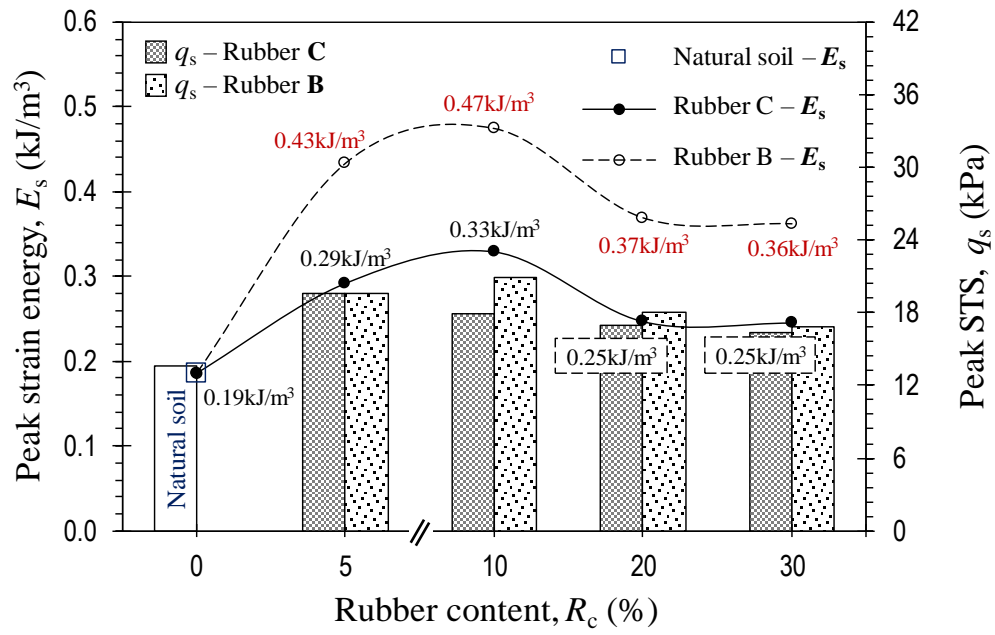 Peak strain energy, Eₛ (kJ/m³)
0.6
0.5
0.4
0.3
0.2
0.1
0.0
qₛ – Rubber C
qₛ – Rubber B
Natural soil – Eₛ
Rubber C – Eₛ
Rubber B – Eₛ
0.43kJ/m³
0.47kJ/m³
0.37kJ/m³
0.36kJ/m³
0.29kJ/m³
0.33kJ/m³
0.25kJ/m³
0.25kJ/m³
0.19kJ/m³
Natural soil
42
36
30
24
18
12
6
0
Peak STS, qₛ (kPa)
0 5 10 20 30
Rubber content, R_c (%)